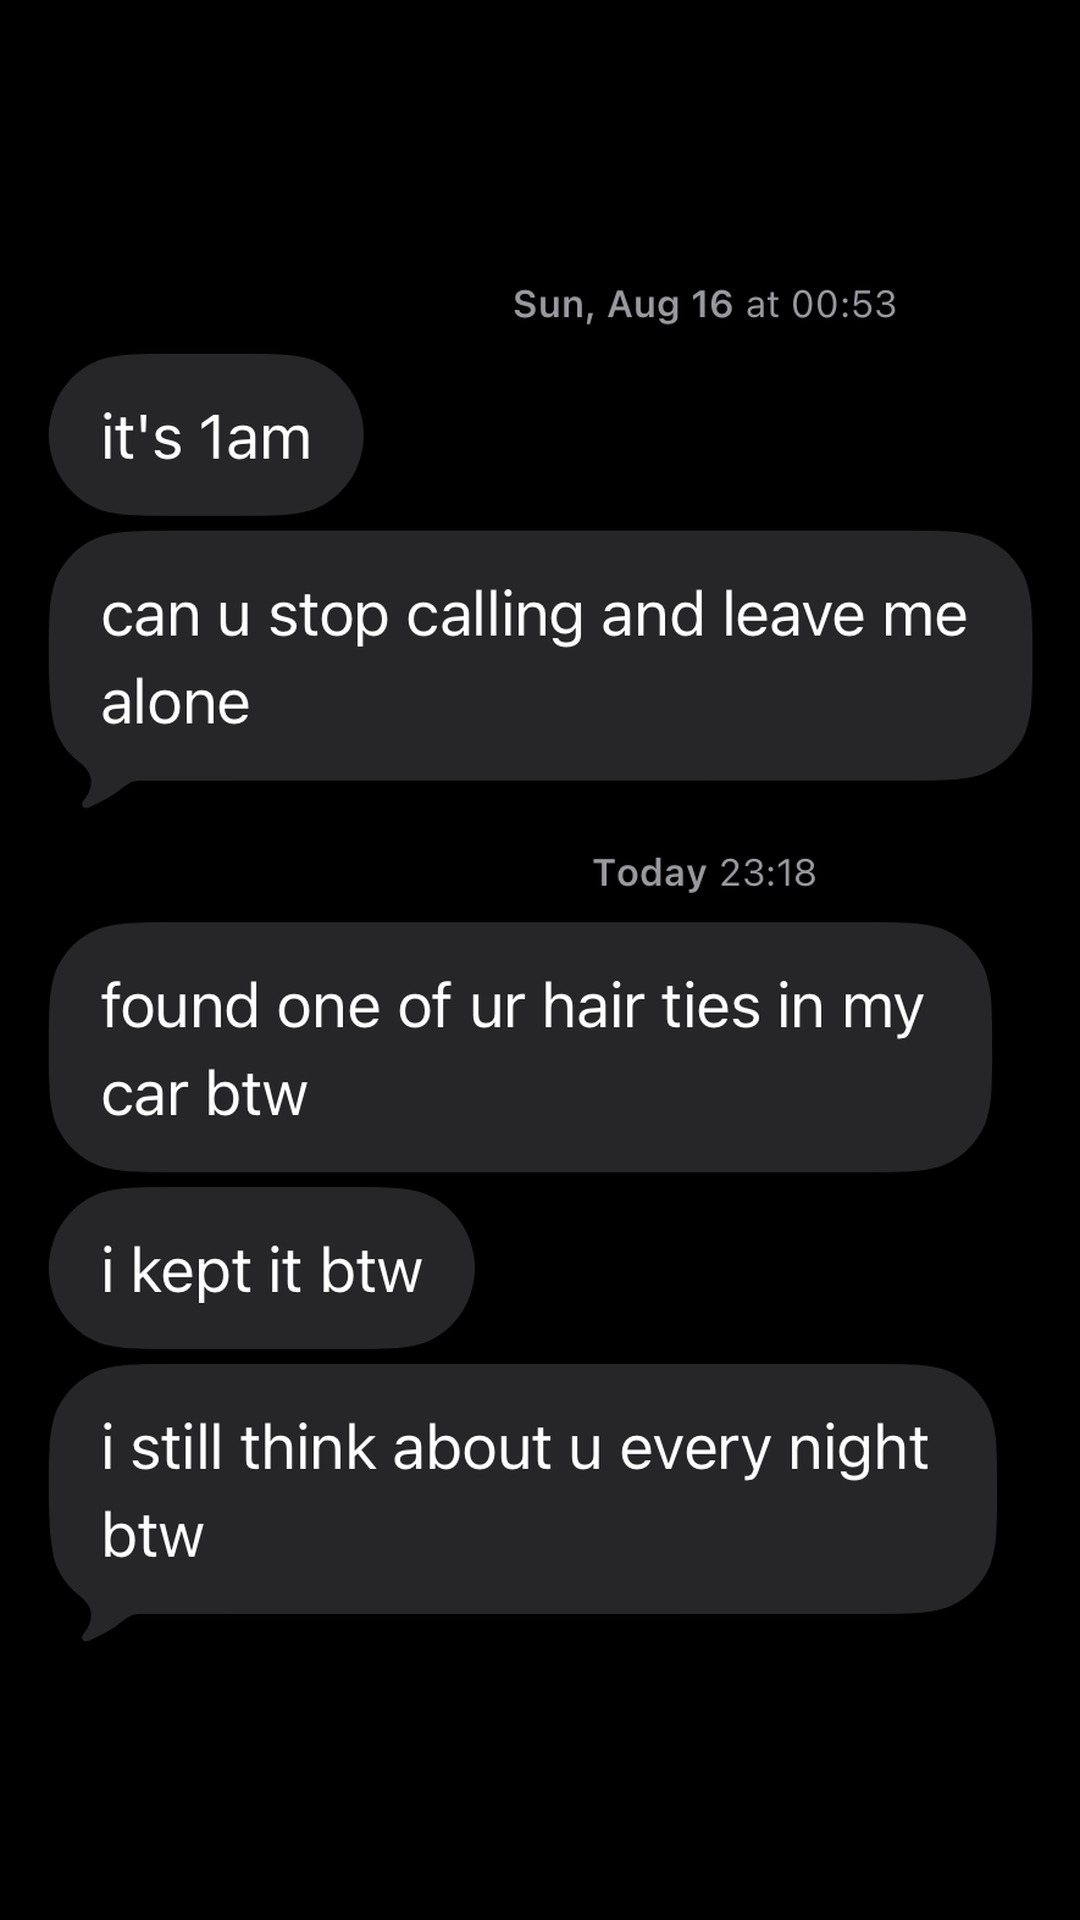 Sun, Aug 16 at 00:53
it's 1am
can u stop calling and leave me
alone
Today 23:18
found one of ur hair ties in my
car btw
i kept it btw
i still think about u every night
btw